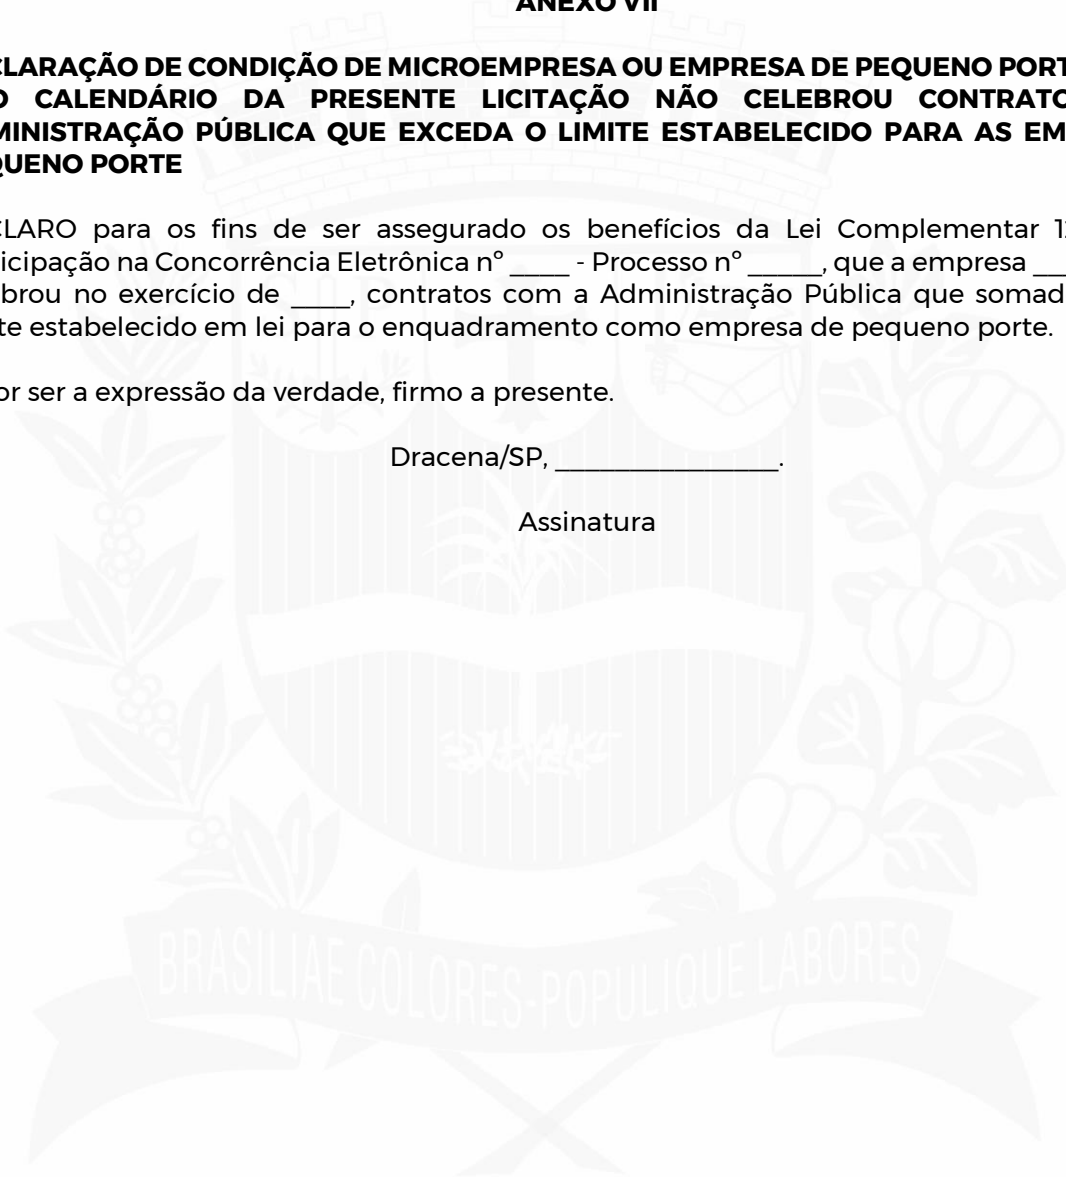 ANEXO VII
CLARAÇÃO DE CONDIÇÃO DE MICROEMPRESA OU EMPRESA DE PEQUENO PORT
O CALENDÁRIO DA PRESENTE LICITAÇÃO NÃO CELEBROU CONTRATO
MINISTRAÇÃO PÚBLICA QUE EXCEDA O LIMITE ESTABELECIDO PARA AS EM
QUENO PORTE
CLARO para os fins de ser assegurado os benefícios da Lei Complementar 1
icipação na Concorrência Eletrônica nº ____ - Processo nº _____, que a empresa __
brou no exercício de ____, contratos com a Administração Pública que somad
te estabelecido em lei para o enquadramento como empresa de pequeno porte.
or ser a expressão da verdade, firmo a presente.
Dracena/SP, _______________.
Assinatura
BRASILIAE COLORES-POPULIQUE LABORES